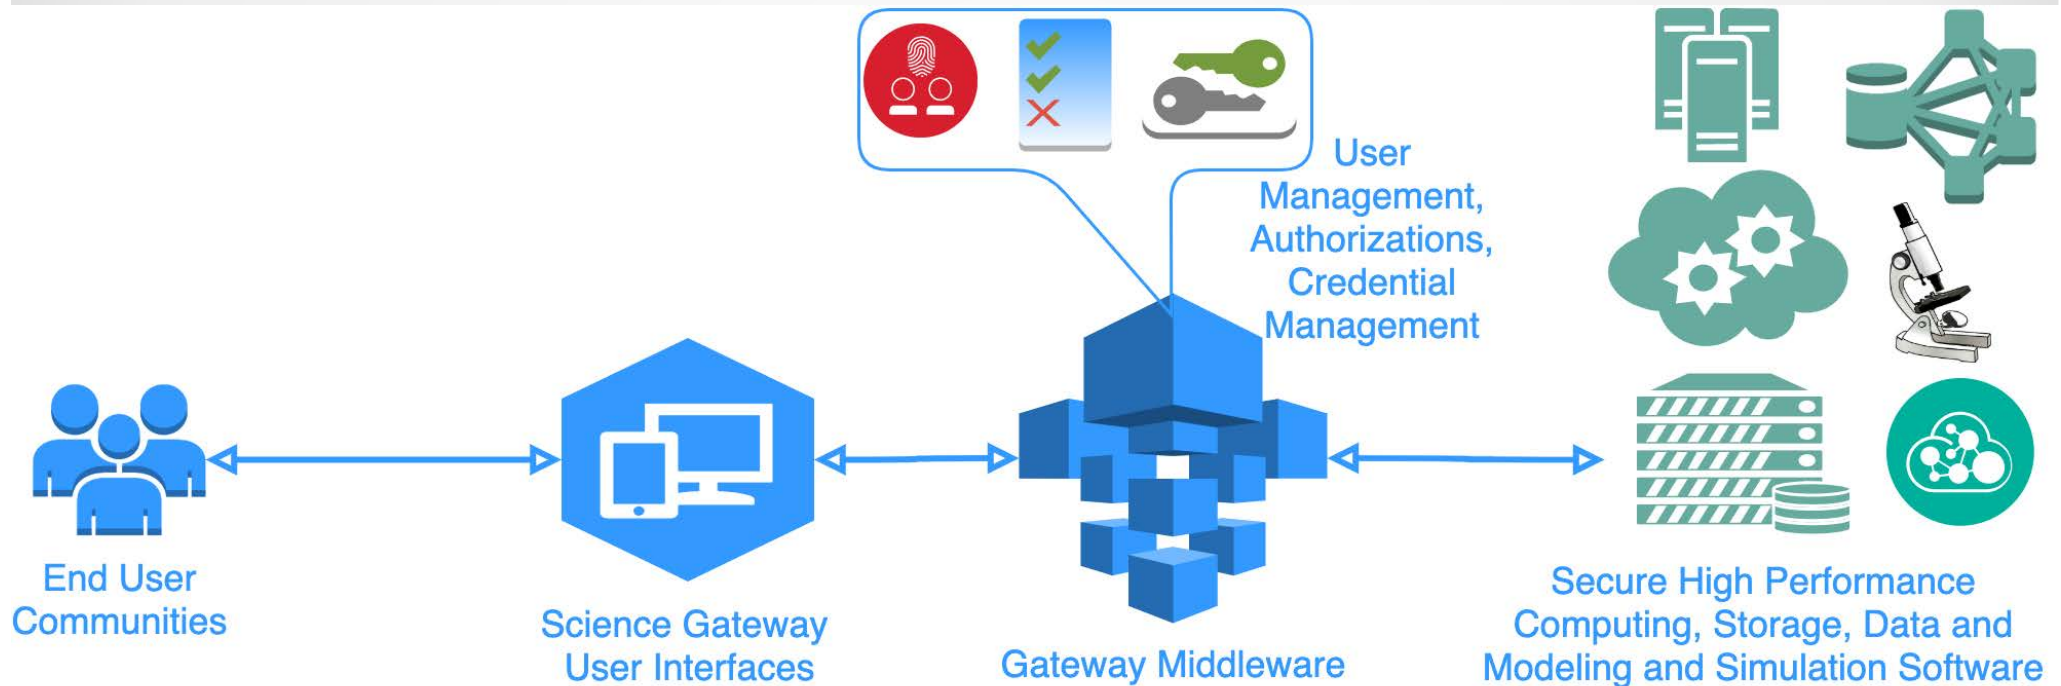 User
Management,
Authorizations,
Credential
Management
End User
Communities
Science Gateway
User Interfaces
Gateway Middleware
Secure High Performance
Computing, Storage, Data and
Modeling and Simulation Software